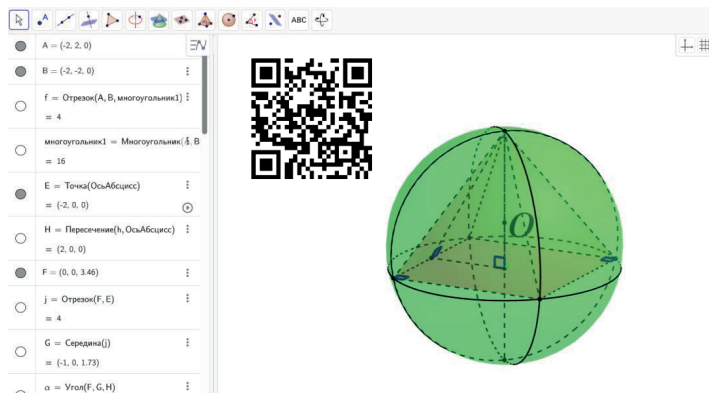 ABC
A = (-2, 2, 0)
B = (-2, -2, 0)
f = Отрезок(A, B, многоугольник1)
= 4
многоугольник1 = Многоугольник(A, B
= 16
E = Точка(ОсьАбсцисс)
= (-2, 0, 0)
H = Пересечение(h, ОсьАбсцисс)
= (2, 0, 0)
F = (0, 0, 3.46)
j = Отрезок(F, E)
= 4
G = Середина(j)
= (-1, 0, 1.73)
α = Угол(F, G, H)
O